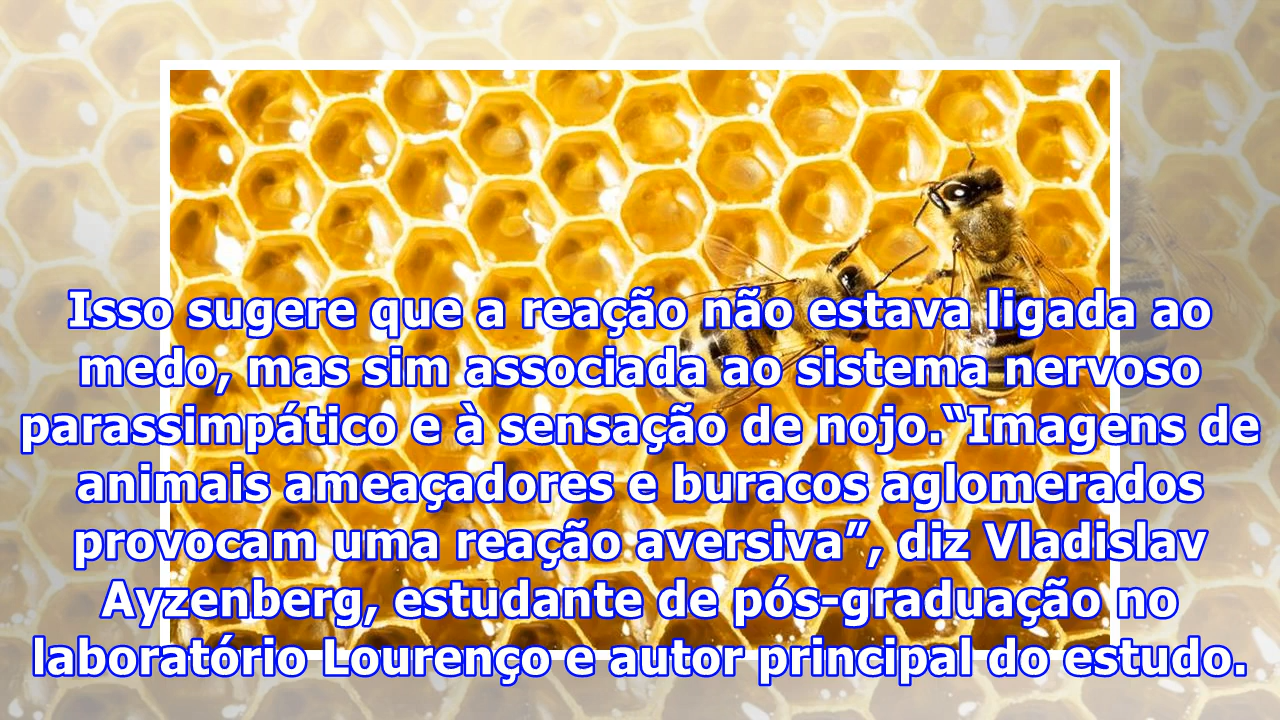 Isso sugere que a reação não estava ligada ao
medo, mas sim associada ao sistema nervoso
parassimpático e à sensação de nojo.“Imagens de
animais ameaçadores e buracos aglomerados
provocam uma reação aversiva”, diz Vladislav
Ayzenberg, estudante de pós-graduação no
laboratório Lourenço e autor principal do estudo.